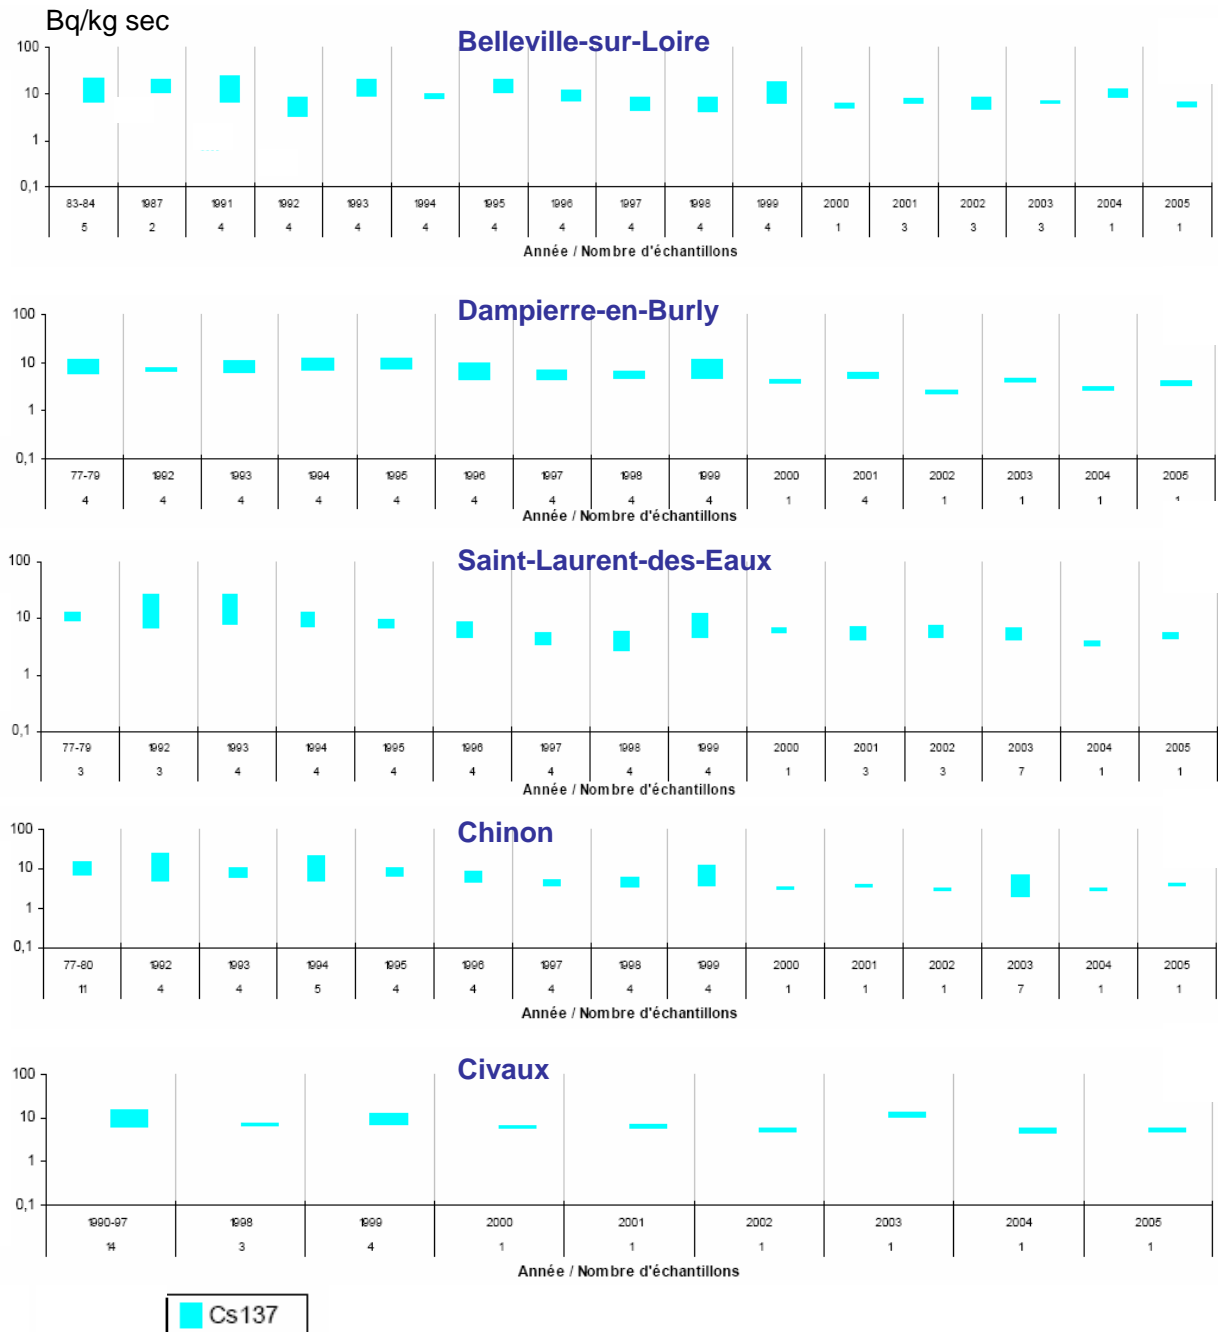 Bq/kg sec
Belleville-sur-Loire
100
10
1
0,1
83-84 1987 1991 1992 1993 1994 1995 1996 1997 1998 1999 2000 2001 2002 2003 2004 2005
5 2 4 4 4 4 4 4 4 4 4 1 3 3 3 1 1
Année / Nombre d'échantillons
Dampierre-en-Burly
100
10
1
0,1
77-79 1992 1993 1994 1995 1996 1997 1998 1999 2000 2001 2002 2003 2004 2005
4 4 4 4 4 4 4 4 4 1 4 1 1 1 1
Année / Nombre d'échantillons
Saint-Laurent-des-Eaux
100
10
1
0,1
77-79 1992 1993 1994 1995 1996 1997 1998 1999 2000 2001 2002 2003 2004 2005
3 3 4 4 4 4 4 4 4 1 3 3 7 1 1
Année / Nombre d'échantillons
Chinon
100
10
1
0,1
77-80 1992 1993 1994 1995 1996 1997 1998 1999 2000 2001 2002 2003 2004 2005
11 4 4 5 4 4 4 4 4 1 1 1 7 1 1
Année / Nombre d'échantillons
Civaux
100
10
1
0,1
1990-97 1998 1999 2000 2001 2002 2003 2004 2005
14 3 4 1 1 1 1 1 1
Année / Nombre d'échantillons
Cs137